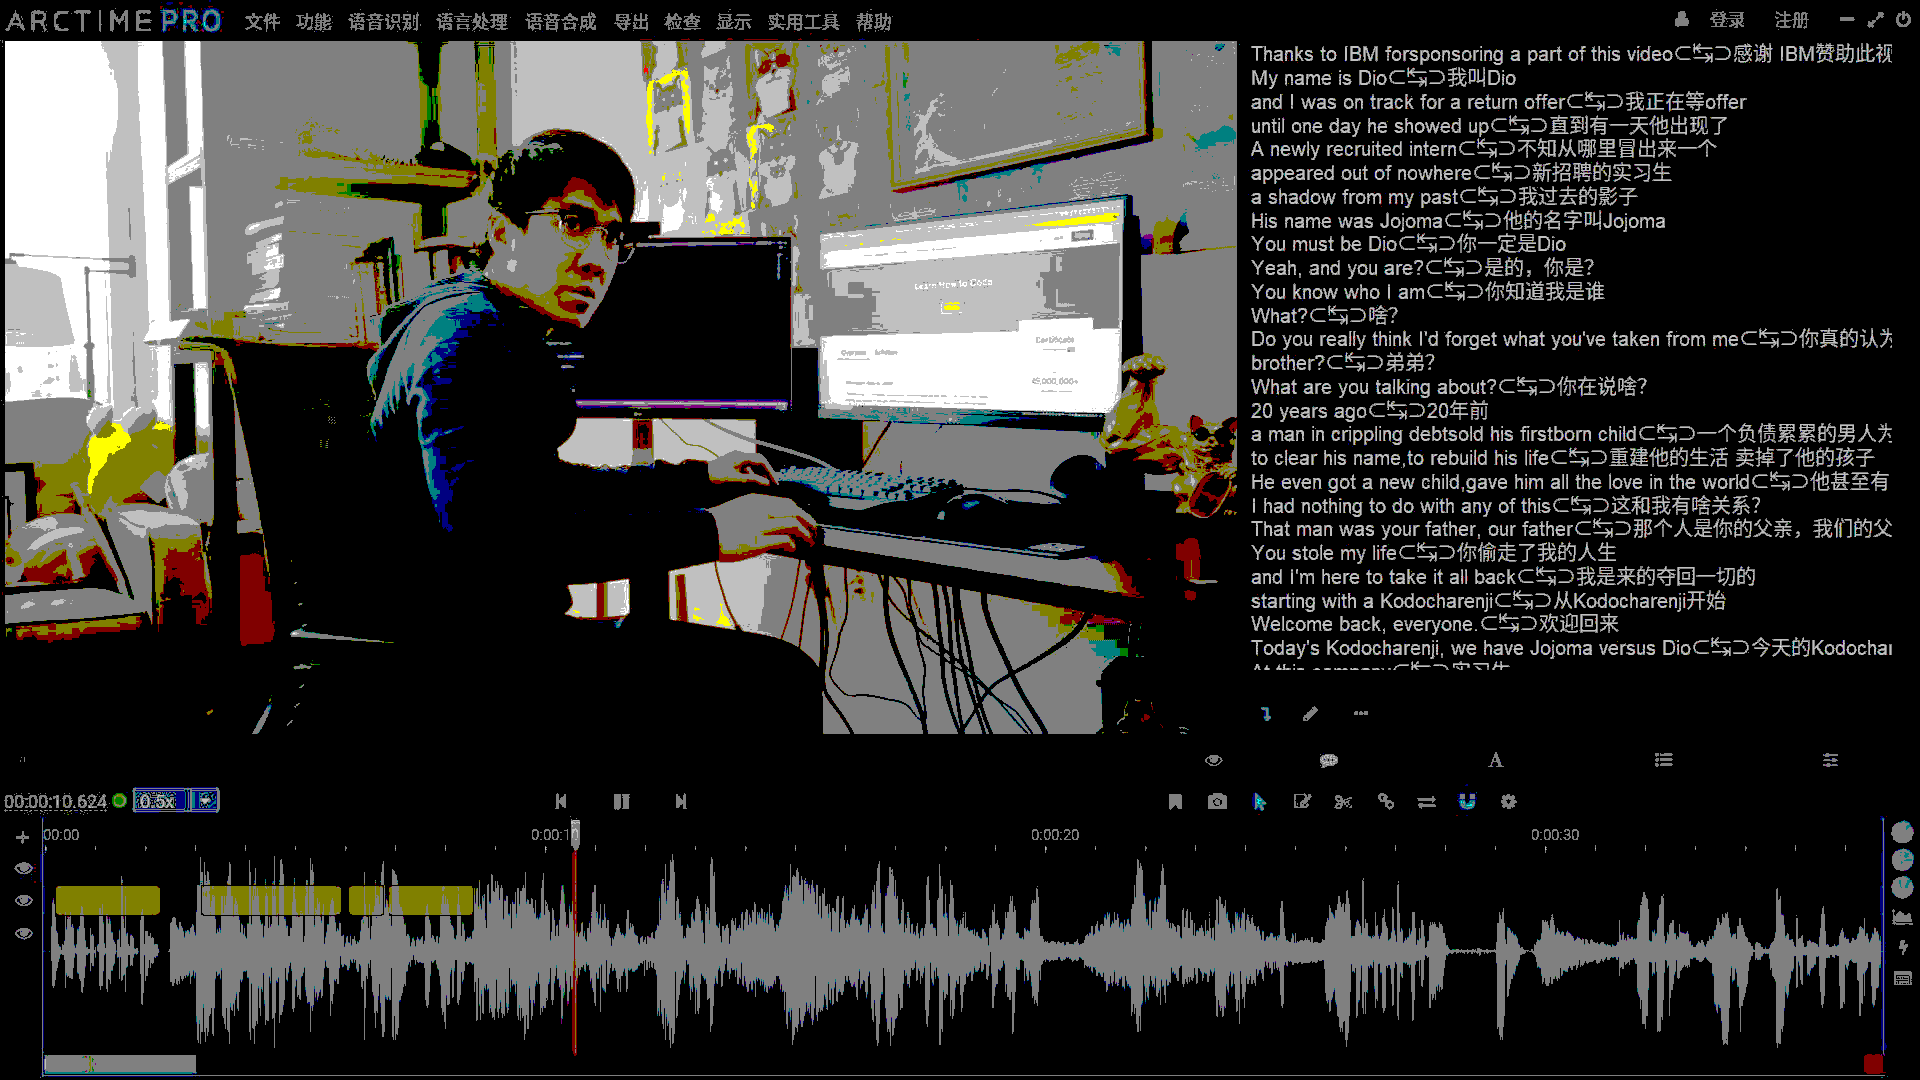 ARCTIME PRO 文件 功能 语音识别 语言处理 语音合成 导出 检查 显示 实用工具 帮助 登录 注册
Thanks to IBM forsponsoring a part of this video⊂↹⊃感谢 IBM赞助此视
My name is Dio⊂↹⊃我叫Dio
and I was on track for a return offer⊂↹⊃我正在等offer
until one day he showed up⊂↹⊃直到有一天他出现了
A newly recruited intern⊂↹⊃不知从哪里冒出来一个
appeared out of nowhere⊂↹⊃新招聘的实习生
a shadow from my past⊂↹⊃我过去的影子
His name was Jojoma⊂↹⊃他的名字叫Jojoma
You must be Dio⊂↹⊃你一定是Dio
Yeah, and you are?⊂↹⊃是的，你是?
You know who I am⊂↹⊃你知道我是谁
What?⊂↹⊃啥?
Do you really think I'd forget what you've taken from me⊂↹⊃你真的认为
brother?⊂↹⊃弟弟?
What are you talking about?⊂↹⊃你在说啥?
20 years ago⊂↹⊃20年前
a man in crippling debtsold his firstborn child⊂↹⊃一个负债累累的男人为
to clear his name,to rebuild his life⊂↹⊃重建他的生活 卖掉了他的孩子
He even got a new child,gave him all the love in the world⊂↹⊃他甚至有
I had nothing to do with any of this⊂↹⊃这和我有啥关系?
That man was your father, our father⊂↹⊃那个人是你的父亲，我们的父
You stole my life⊂↹⊃你偷走了我的人生
and I'm here to take it all back⊂↹⊃我是来的夺回一切的
starting with a Kodocharenji⊂↹⊃从Kodocharenji开始
Welcome back, everyone.⊂↹⊃欢迎回来
Today's Kodocharenji, we have Jojoma versus Dio⊂↹⊃今天的Kodochar
At this company⊂↹⊃实习生
Learn How to Code
Certificate
45,000,000+
00:00:10.624 0.5x
00:00 0:00:10 0:00:20 0:00:30